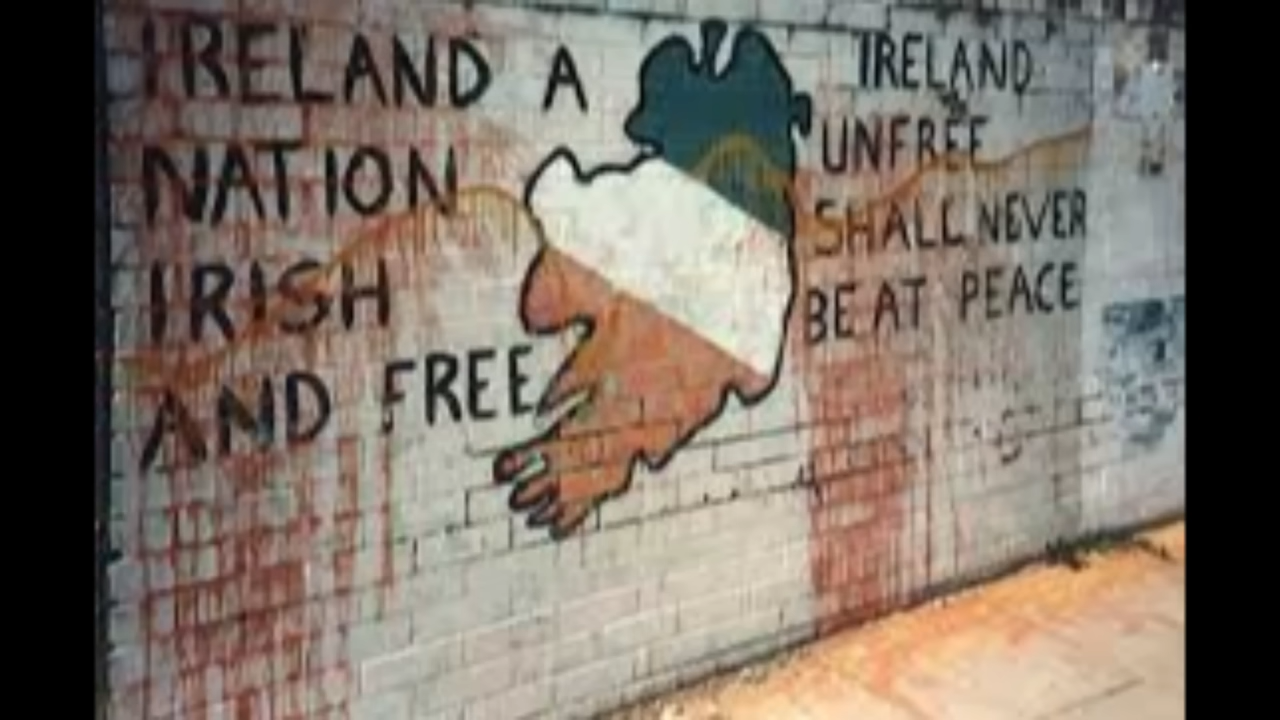 IRELAND A
NATION
IRISH
AND FREE
IRELAND
UNFREE
SHALL NEVER
BE AT PEACE